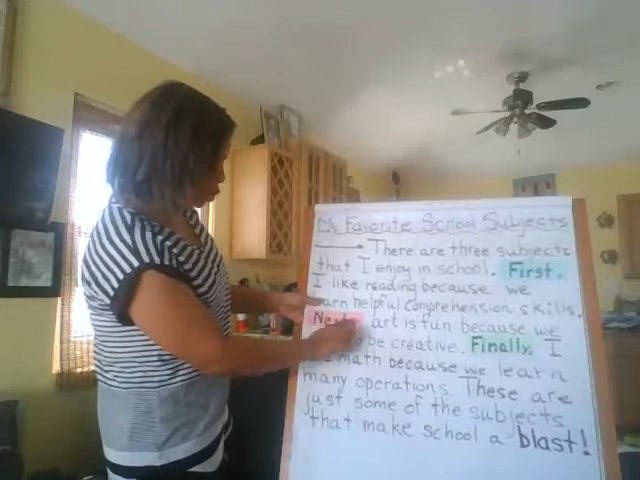 Favorite School Subjects
There are three subjects
that I enjoy in school. First,
I like reading because we
learn helpful comprehension skills.
Next, art is fun because we
be creative. Finally, I
math because we learn
many operations. These are
just some of the subjects
that make school a blast!